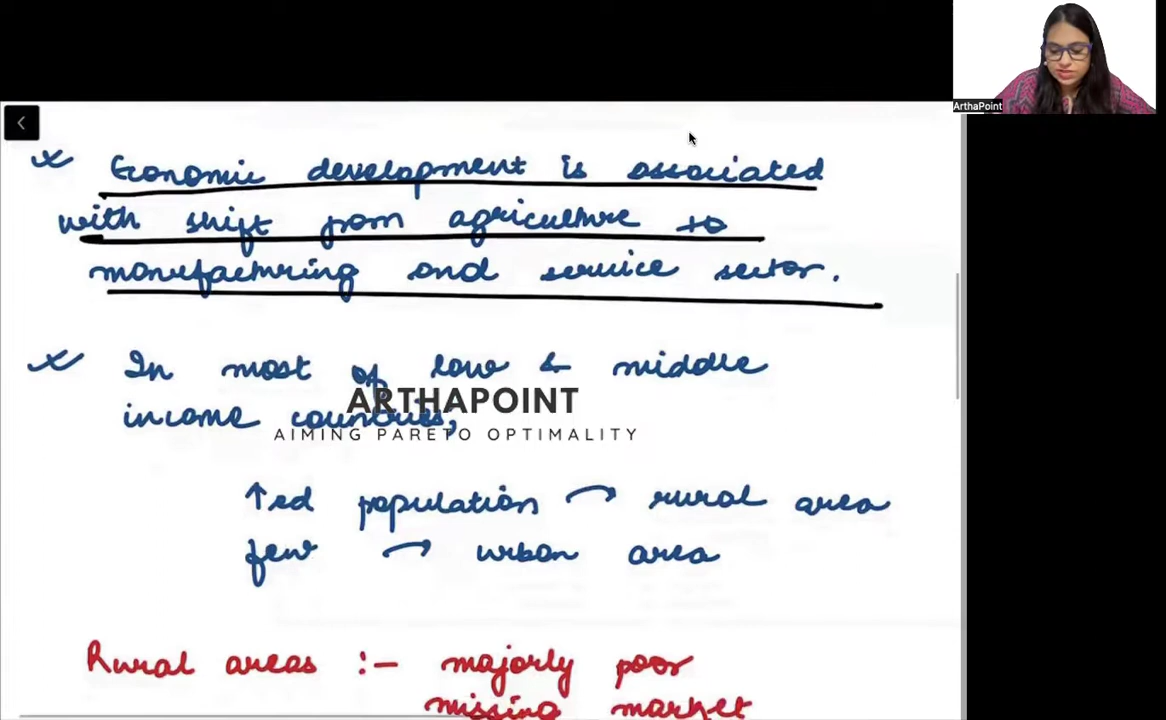 ArthaPoint
Economic development is associated
with shift from agriculture to
manufacturing and service sector.
In most of low & middle
income countries;
ARTHAPOINT
AIMING PARETO OPTIMALITY
↑ed population → rural area
few → urban area
Rural areas :- majorly poor
missing market